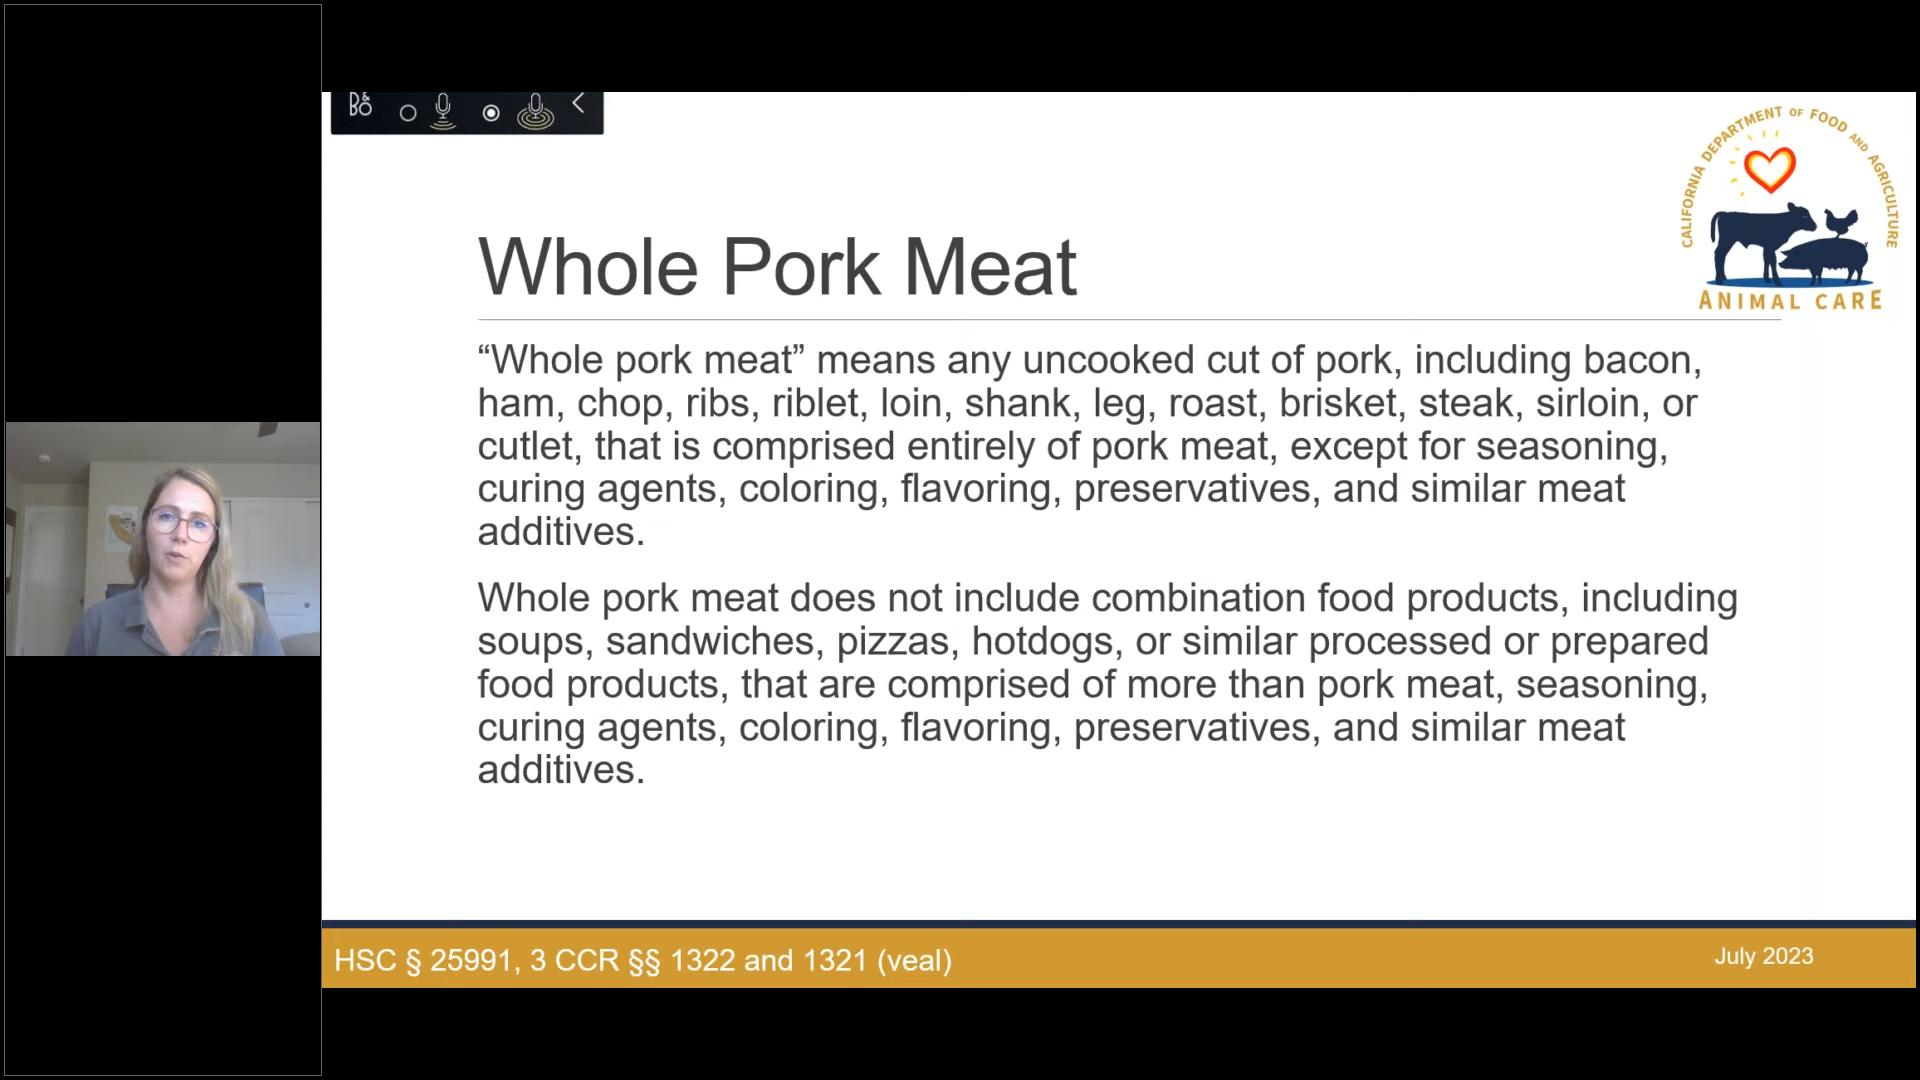 B&O
CALIFORNIA DEPARTMENT OF FOOD AND AGRICULTURE
ANIMAL CARE
Whole Pork Meat
“Whole pork meat” means any uncooked cut of pork, including bacon,
ham, chop, ribs, riblet, loin, shank, leg, roast, brisket, steak, sirloin, or
cutlet, that is comprised entirely of pork meat, except for seasoning,
curing agents, coloring, flavoring, preservatives, and similar meat
additives.
Whole pork meat does not include combination food products, including
soups, sandwiches, pizzas, hotdogs, or similar processed or prepared
food products, that are comprised of more than pork meat, seasoning,
curing agents, coloring, flavoring, preservatives, and similar meat
additives.
HSC § 25991, 3 CCR §§ 1322 and 1321 (veal)
July 2023